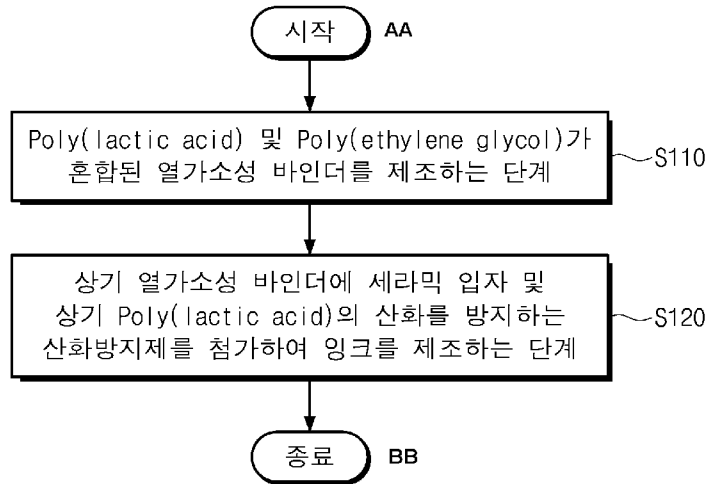 시작 AA
Poly(lactic acid) 및 Poly(ethylene glycol)가
혼합된 열가소성 바인더를 제조하는 단계
S110
상기 열가소성 바인더에 세라믹 입자 및
상기 Poly(lactic acid)의 산화를 방지하는
산화방지제를 첨가하여 잉크를 제조하는 단계
S120
종료 BB